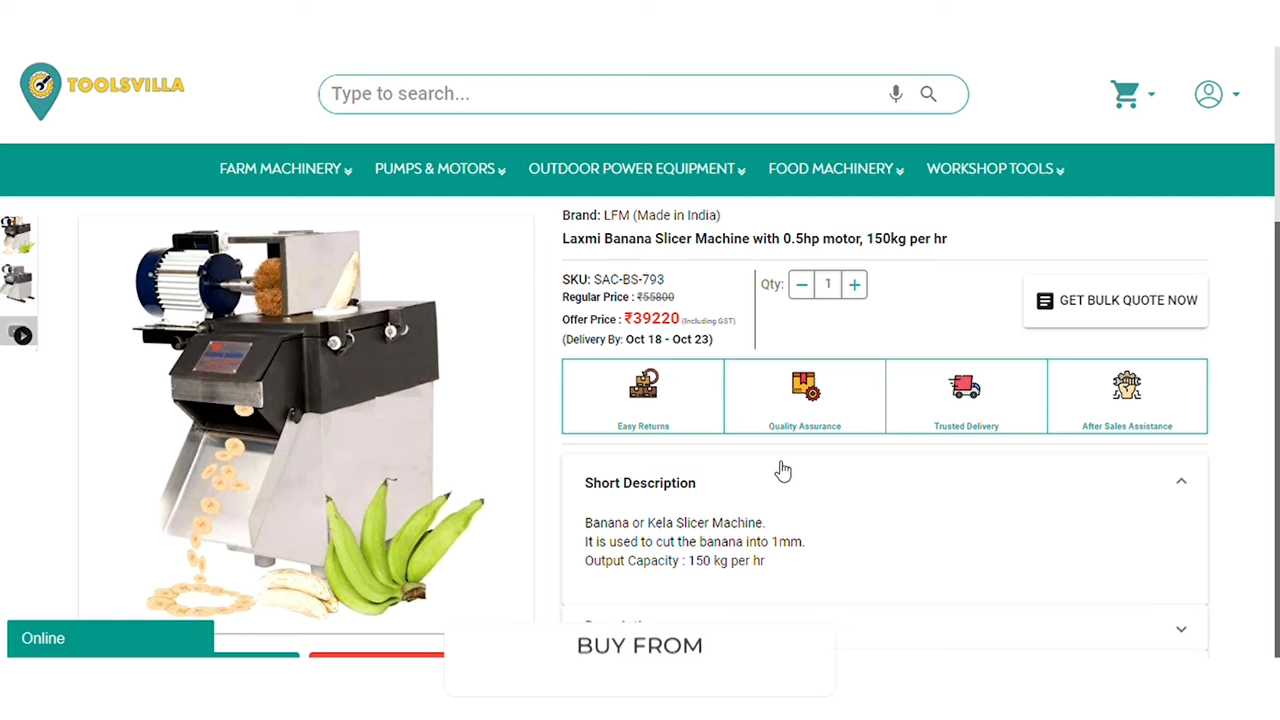 TOOLSVILLA
Type to search...
FARM MACHINERY
PUMPS & MOTORS
OUTDOOR POWER EQUIPMENT
FOOD MACHINERY
WORKSHOP TOOLS
Brand: LFM (Made in India)
Laxmi Banana Slicer Machine with 0.5hp motor, 150kg per hr
SKU: SAC-BS-793
Qty: − 1 +
Regular Price : ₹55800
Offer Price : ₹39220 (Including GST)
(Delivery By: Oct 18 - Oct 23)
GET BULK QUOTE NOW
Easy Returns
Quality Assurance
Trusted Delivery
After Sales Assistance
Short Description
Banana or Kela Slicer Machine.
It is used to cut the banana into 1mm.
Output Capacity : 150 kg per hr
Online
BUY FROM